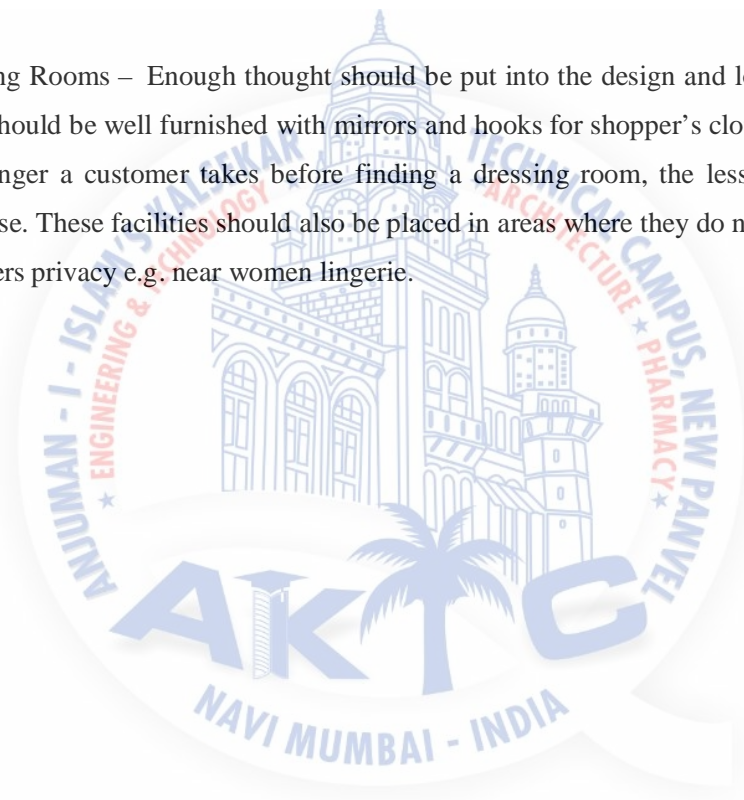 ng Rooms – Enough thought should be put into the design and l
hould be well furnished with mirrors and hooks for shopper's clo
nger a customer takes before finding a dressing room, the less
se. These facilities should also be placed in areas where they do n
ers privacy e.g. near women lingerie.
ANJUMAN - I - ISLAM'S KALSEKAR TECHNICAL CAMPUS, NEW PANVEL
ENGINEERING & TECHNOLOGY ARCHITECTURE PHARMACY
AKTC
NAVI MUMBAI - INDIA